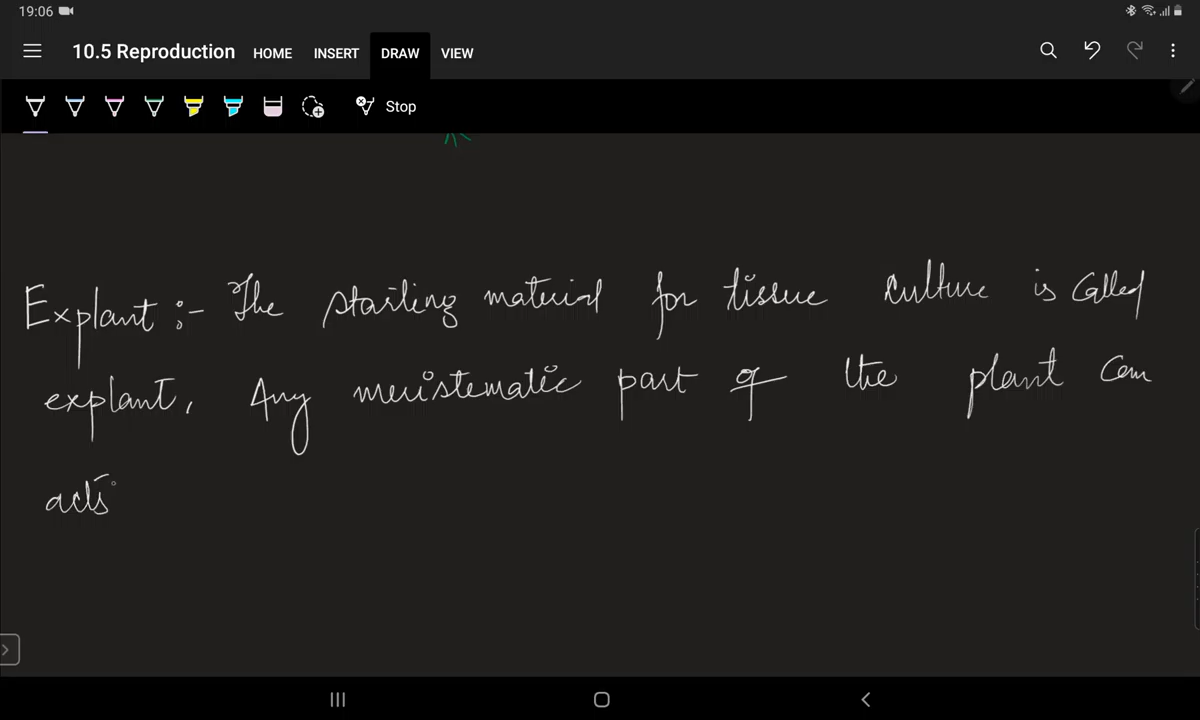 19:06
10.5 Reproduction HOME INSERT DRAW VIEW
Stop
Explant :- The starting material for tissue culture is called
explant. Any meristematic part of the plant can
acts